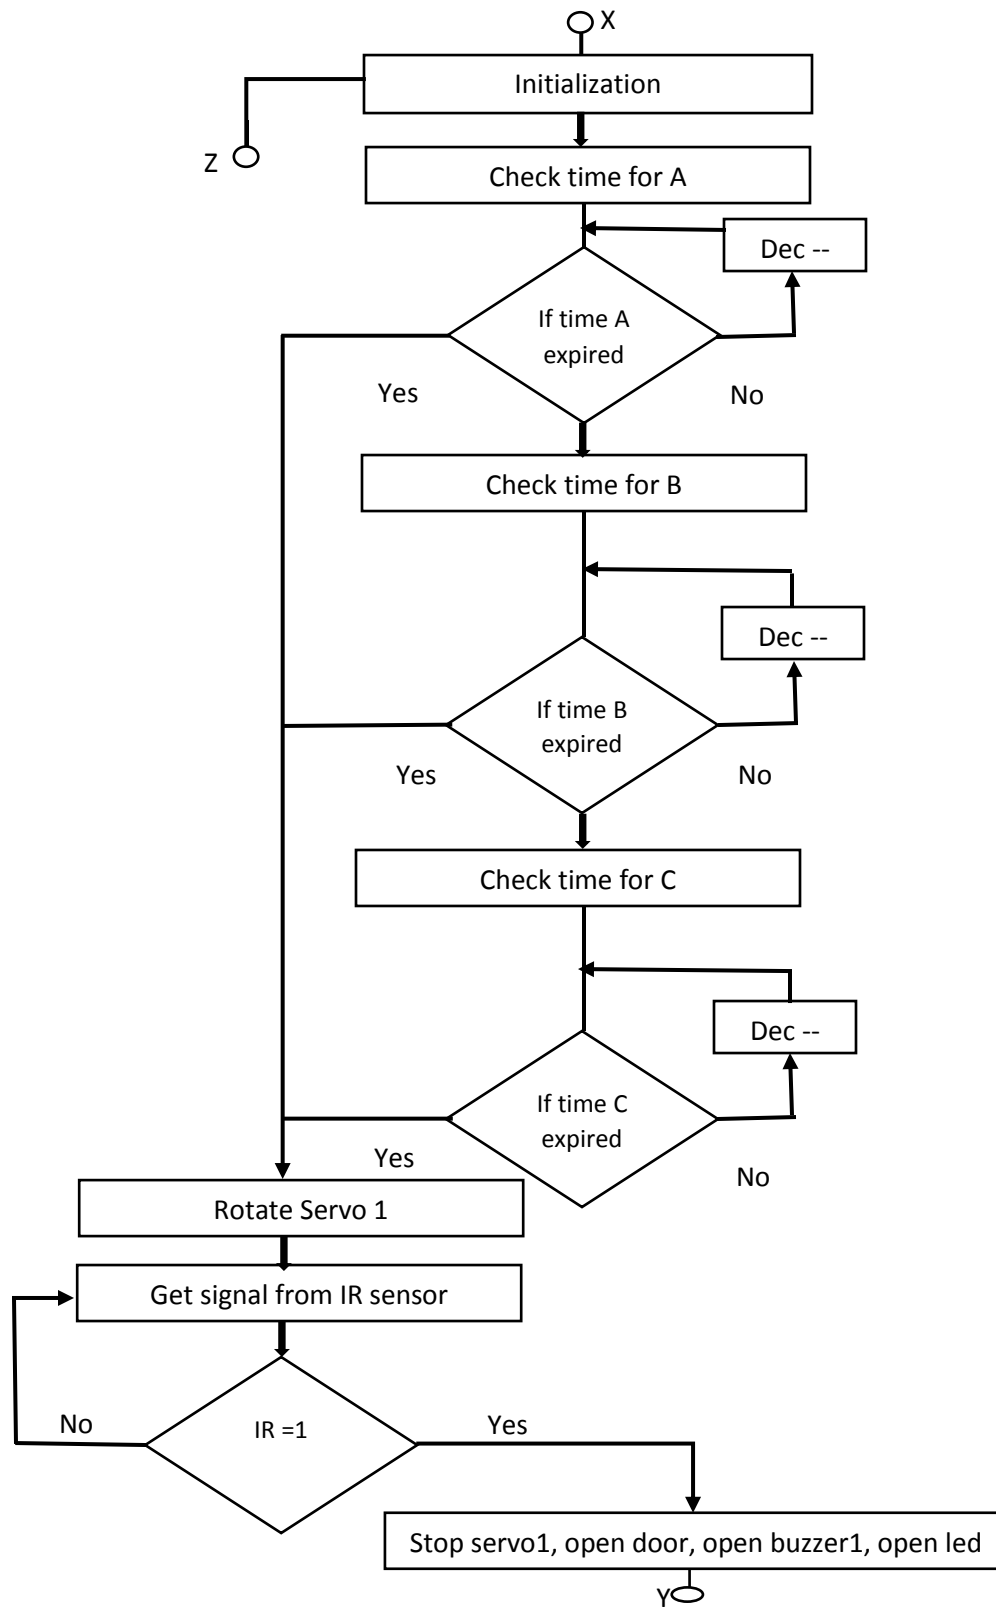 X
Initialization
Z
Check time for A
Dec --
If time A
expired
Yes
No
Check time for B
Dec --
If time B
expired
Yes
No
Check time for C
Dec --
If time C
expired
Yes
No
Rotate Servo 1
Get signal from IR sensor
IR =1
No
Yes
Stop servo1, open door, open buzzer1, open led
Y